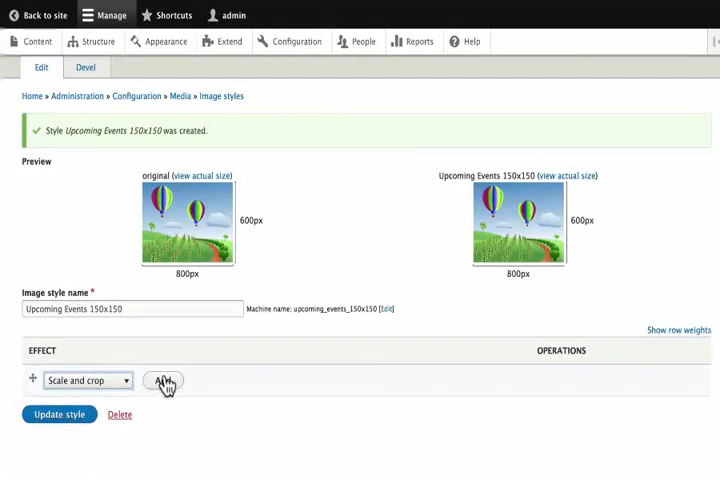 Back to site Manage Shortcuts admin
Content Structure Appearance Extend Configuration People Reports Help
Edit Devel
Home » Administration » Configuration » Media » Image styles
Style Upcoming Events 150x150 was created.
Preview
original (view actual size) Upcoming Events 150x150 (view actual size)
600px 600px
800px 800px
Image style name *
Upcoming Events 150x150 Machine name: upcoming_events_150x150 [Edit]
Show row weights
EFFECT OPERATIONS
Scale and crop
Update style Delete